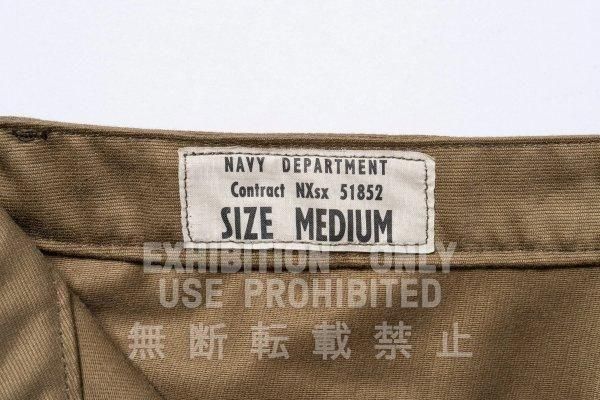 NAVY DEPARTMENT
Contract NXsx 51852
SIZE MEDIUM
EXHIBITION ONLY
USE PROHIBITED
無断転載禁止